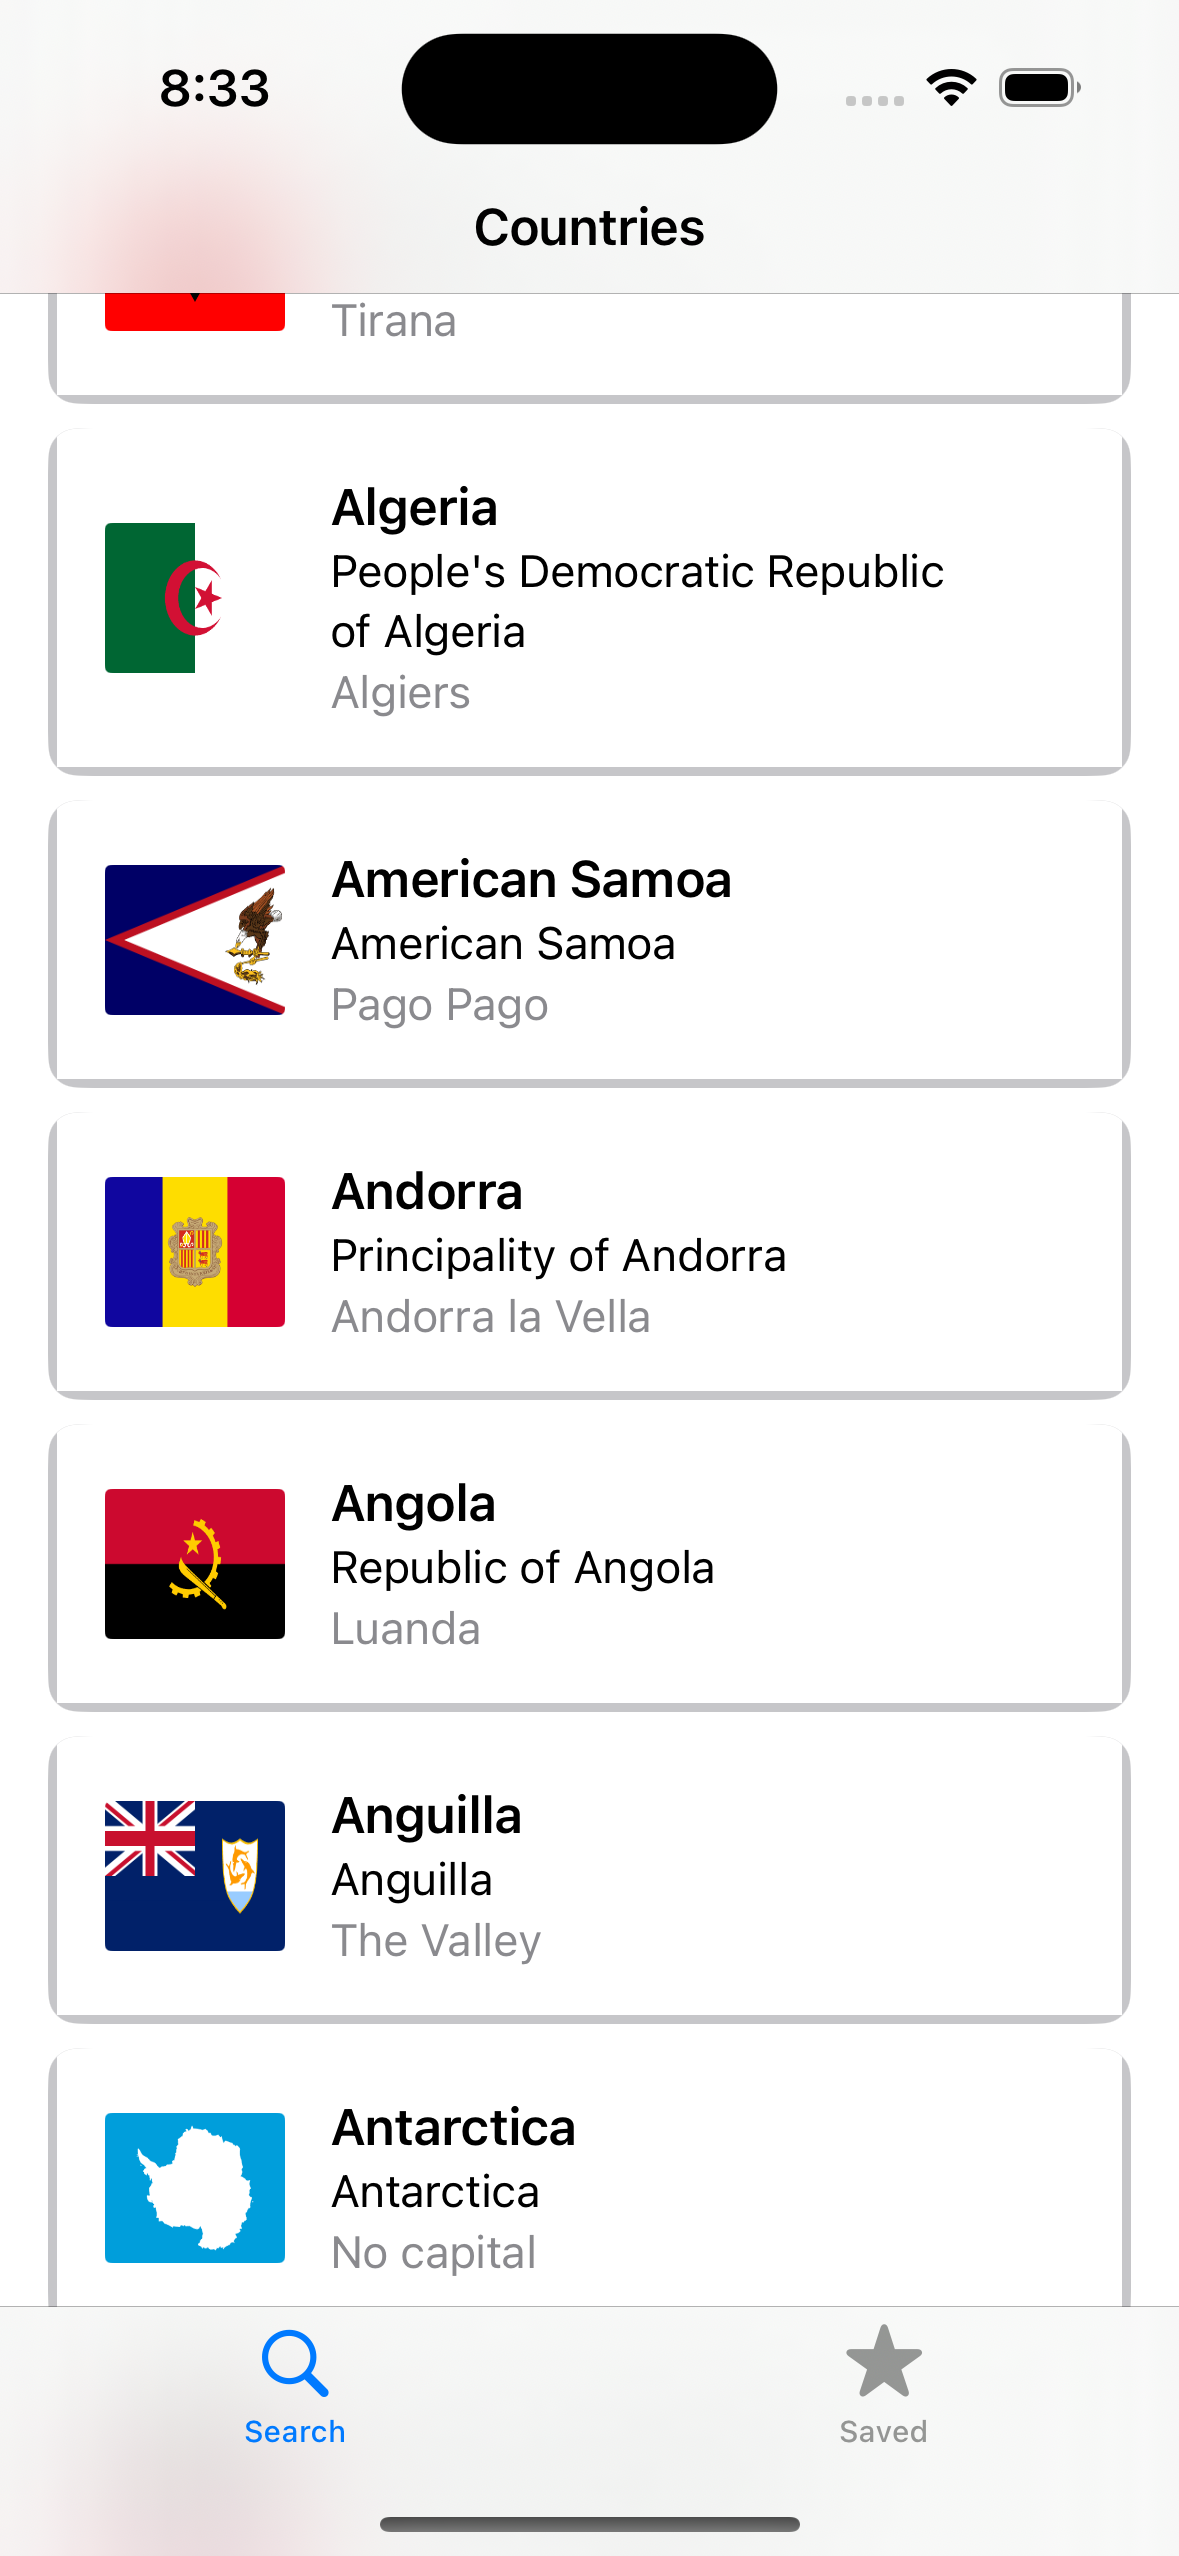 8:33
Countries
Tirana
Algeria
People's Democratic Republic
of Algeria
Algiers
American Samoa
American Samoa
Pago Pago
Andorra
Principality of Andorra
Andorra la Vella
Angola
Republic of Angola
Luanda
Anguilla
Anguilla
The Valley
Antarctica
Antarctica
No capital
Search
Saved